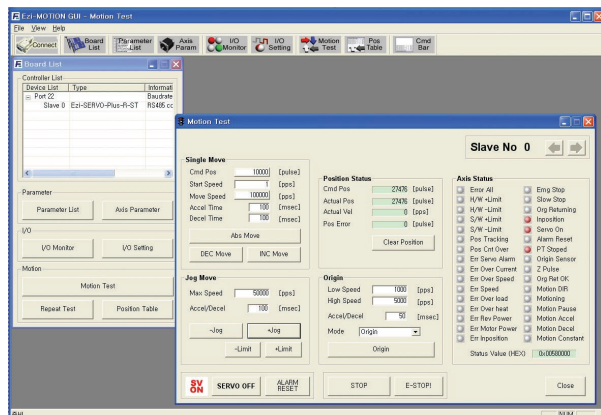 Ezi-MOTION GUI - Motion Test
File View Help
Connect
Board List
Parameter List
Axis Param
I/O Monitor
I/O Setting
Motion Test
Pos Table
Cmd Bar
Board List
Controller List
Device List Type Informati
Port 22 Baudrate
Slave 0 Ezi-SERVO-Plus-R-ST RS485 cc
Parameter
Parameter List Axis Parameter
I/O
I/O Monitor I/O Setting
Motion
Motion Test
Repeat Test Position Table
Motion Test
Slave No 0
Single Move
Cmd Pos 10000 [pulse]
Start Speed 1 [pps]
Move Speed 100000 [pps]
Accel Time 100 [msec]
Decel Time 100 [msec]
Abs Move
DEC Move INC Move
Jog Move
Max Speed 50000 [pps]
Accel/Decel 100 [msec]
-Jog +Jog
-Limit +Limit
Position Status
Cmd Pos 27476 [pulse]
Actual Pos 27476 [pulse]
Actual Vel 0 [pps]
Pos Error 0 [pulse]
Clear Position
Origin
Low Speed 1000 [pps]
High Speed 5000 [pps]
Accel/Decel 50 [msec]
Mode Origin
Origin
Axis Status
Error All Emg Stop
H/W +Limit Slow Stop
H/W -Limit Org Returning
S/W +Limit Inposition
S/W -Limit Servo On
Pos Tracking Alarm Reset
Pos Cnt Over PT Stoped
Err Servo Alarm Origin Sensor
Err Over Current Z Pulse
Err Over Speed Org Ret OK
Err Speed Motion DIR
Err Over load Motioning
Err Over heat Motion Pause
Err Rev Power Motion Accel
Err Motor Power Motion Decel
Err Inposition Motion Constant
Status Value (HEX) 0x00580000
SV ON
SERVO OFF
ALARM RESET
STOP
E-STOP!
Close
준비
NUM